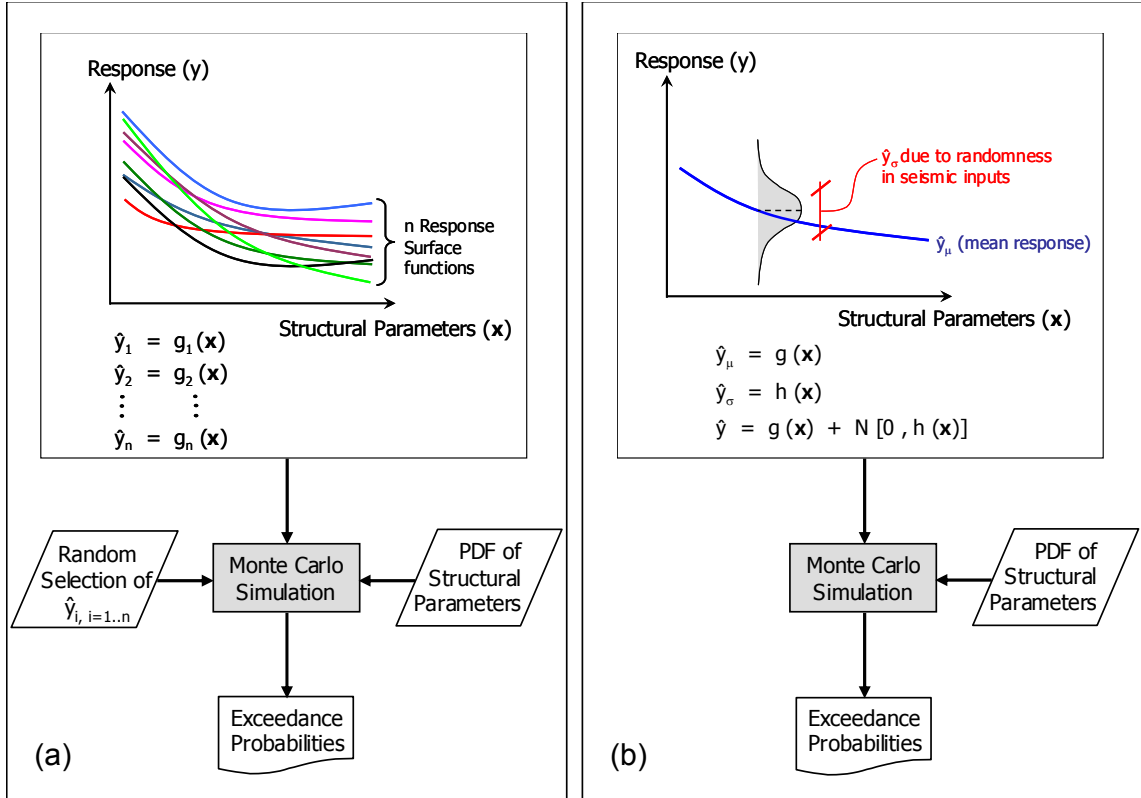 Response (y)
n Response
Surface
functions
Structural Parameters (x)
ŷ₁ = g₁(x)
ŷ₂ = g₂(x)
⋮ ⋮
ŷₙ = gₙ(x)
Random
Selection of
ŷi, i=1..n
Monte Carlo
Simulation
PDF of
Structural
Parameters
Exceedance
Probabilities
(a)
Response (y)
ŷσ due to randomness
in seismic inputs
ŷμ (mean response)
Structural Parameters (x)
ŷμ = g(x)
ŷσ = h(x)
ŷ = g(x) + N[0, h(x)]
Monte Carlo
Simulation
PDF of
Structural
Parameters
Exceedance
Probabilities
(b)